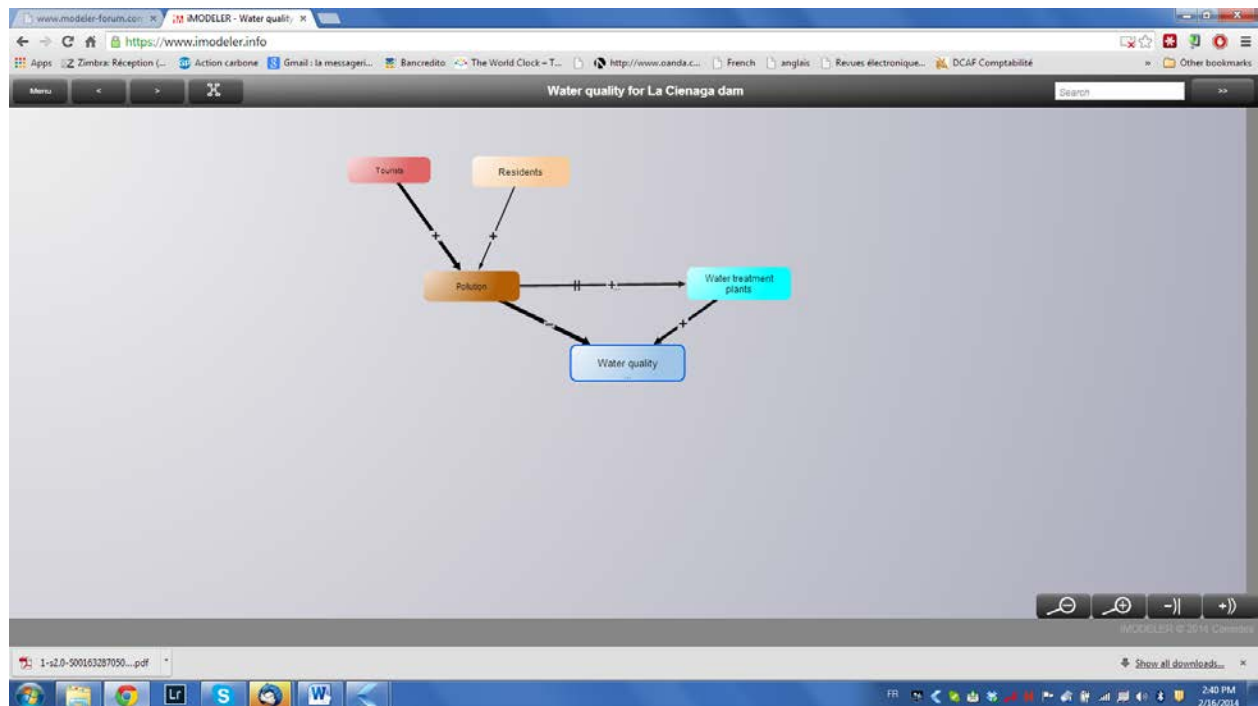 www.modeler-forum.com
iMODELER - Water quality
https://www.imodeler.info
Apps Zimbra: Réception (... Action carbone Gmail : la messageri... Bancredito The World Clock – T... http://www.oanda.c... French anglais Revues électronique... DCAF Comptabilité » Other bookmarks
Menu < > Water quality for La Cienaga dam Search >>
Tourists
Residents
+ +
Polution
+..
Water treatment
plants
- +
Water quality
-)| +))
iMODELER © 2014 Consideo
1-s2.0-S00163287050....pdf
Show all downloads...
Lr S W FR 2:40 PM
2/16/2014